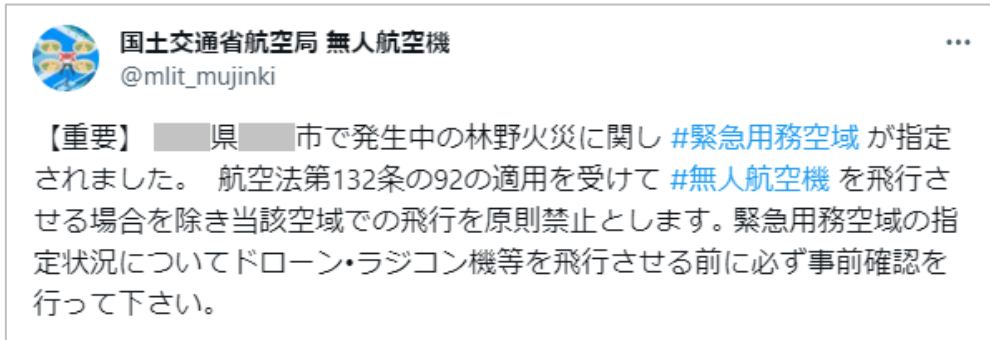 国土交通省航空局 無人航空機
@mlit_mujinki
【重要】 県 市で発生中の林野火災に関し #緊急用務空域 が指定
されました。 航空法第132条の92の適用を受けて #無人航空機 を飛行さ
せる場合を除き当該空域での飛行を原則禁止とします。緊急用務空域の指
定状況についてドローン・ラジコン機等を飛行させる前に必ず事前確認を
行って下さい。